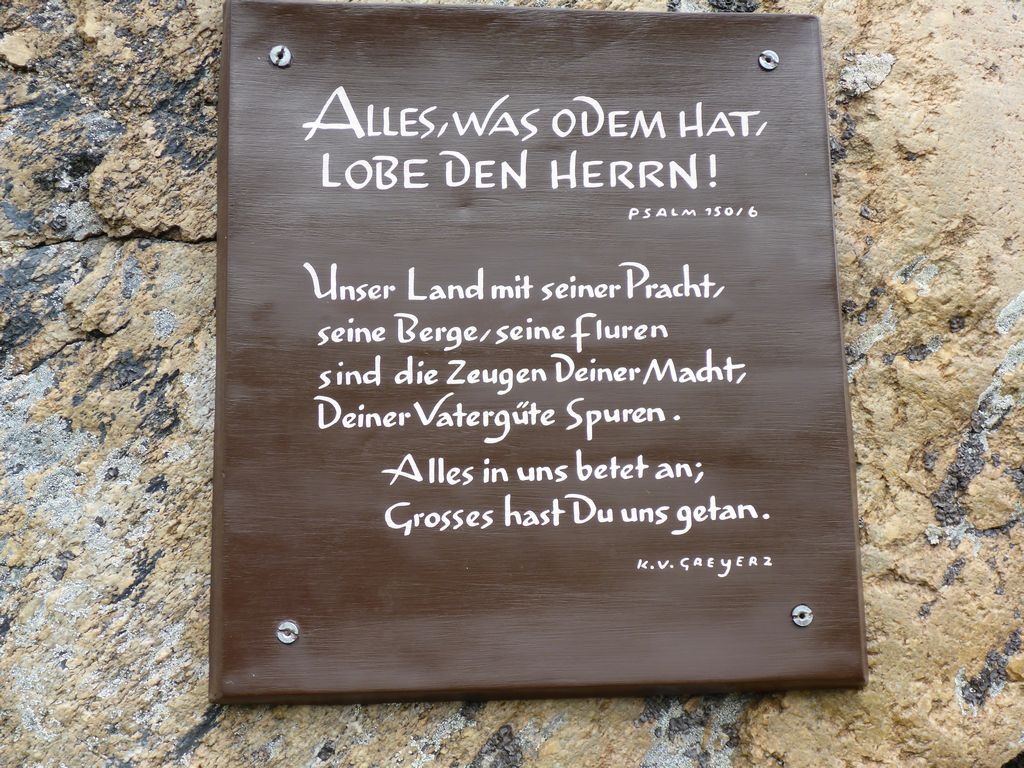 ALLES, WAS ODEM HAT,
LOBE DEN HERRN!
PSALM 150/6
Unser Land mit seiner Pracht,
seine Berge, seine Fluren
sind die Zeugen Deiner Macht,
Deiner Vatergüte Spuren.
Alles in uns betet an;
Grosses hast Du uns getan.
K.V. GREYERZ